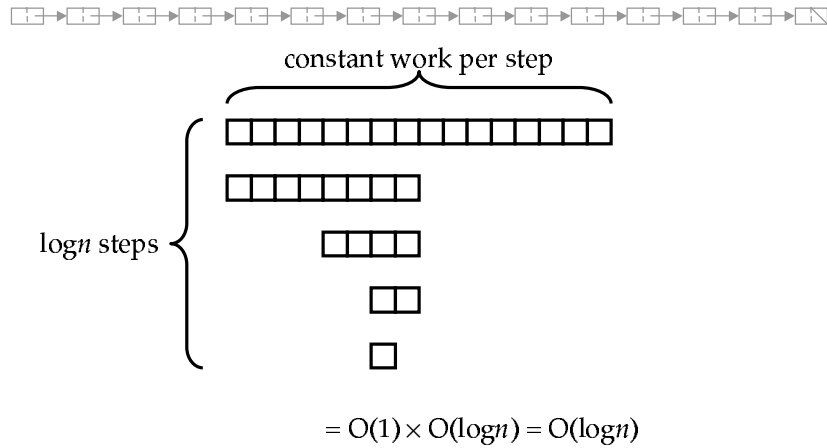 constant work per step
logn steps
= O(1) × O(logn) = O(logn)